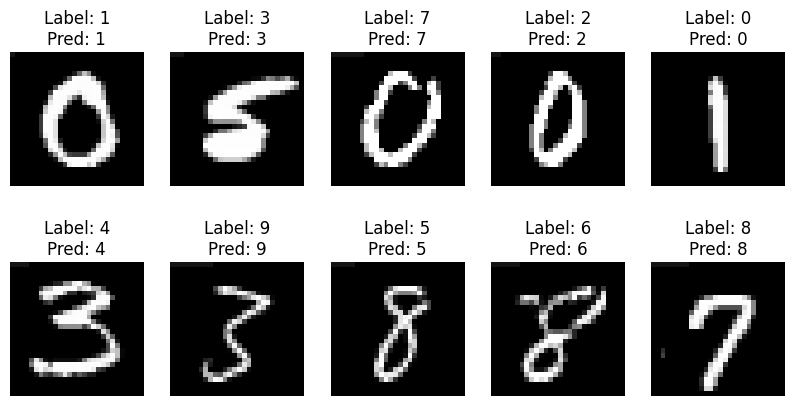 Label: 1 Label: 3 Label: 7 Label: 2 Label: 0
Pred: 1 Pred: 3 Pred: 7 Pred: 2 Pred: 0
0 5 0 0 1
Label: 4 Label: 9 Label: 5 Label: 6 Label: 8
Pred: 4 Pred: 9 Pred: 5 Pred: 6 Pred: 8
3 3 8 8 7